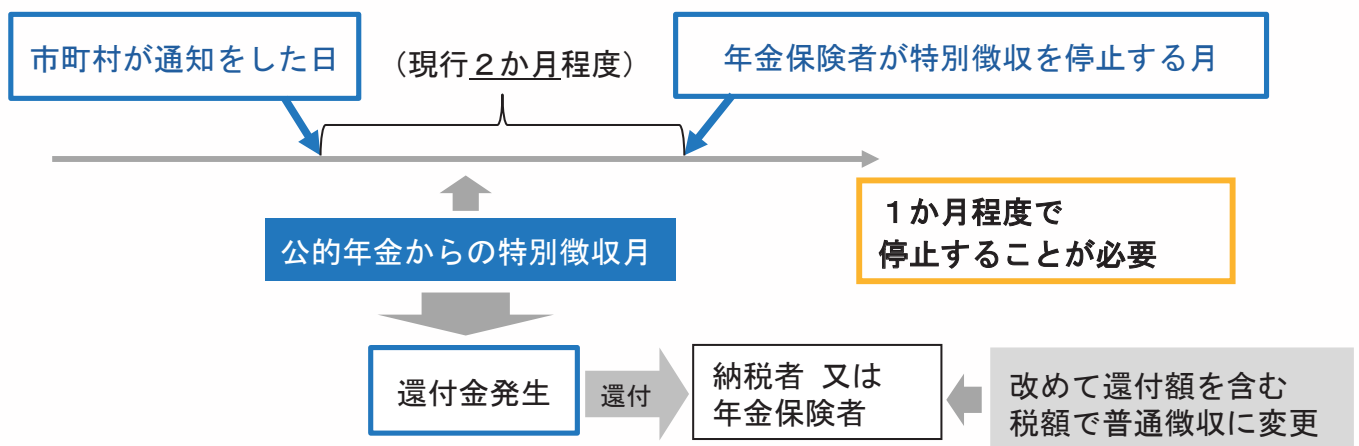 市町村が通知をした日
（現行２か月程度）
年金保険者が特別徴収を停止する月
１か月程度で
停止することが必要
公的年金からの特別徴収月
還付金発生
還付
納税者 又は
年金保険者
改めて還付額を含む
税額で普通徴収に変更